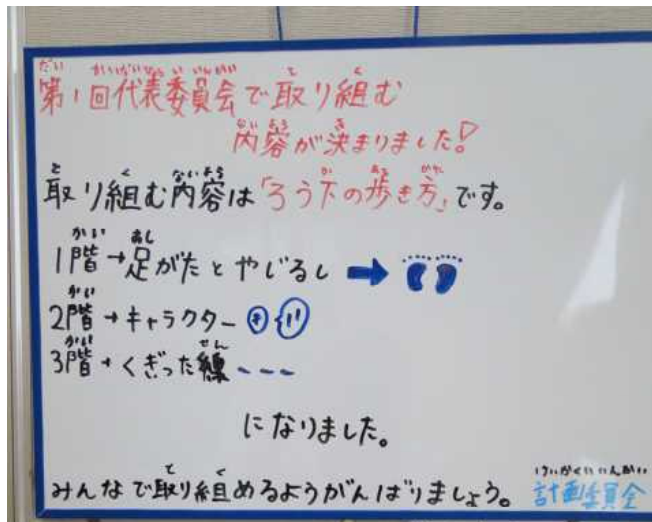 第1回代表委員会で取り組む
内容が決まりました!
取り組む内容は「ろう下の歩き方」です。
1階→足がたとやじるし➡
2階→キャラクター
3階→くぎった線---
になりました。
みんなで取り組めるようがんばりましょう。
計画委員会